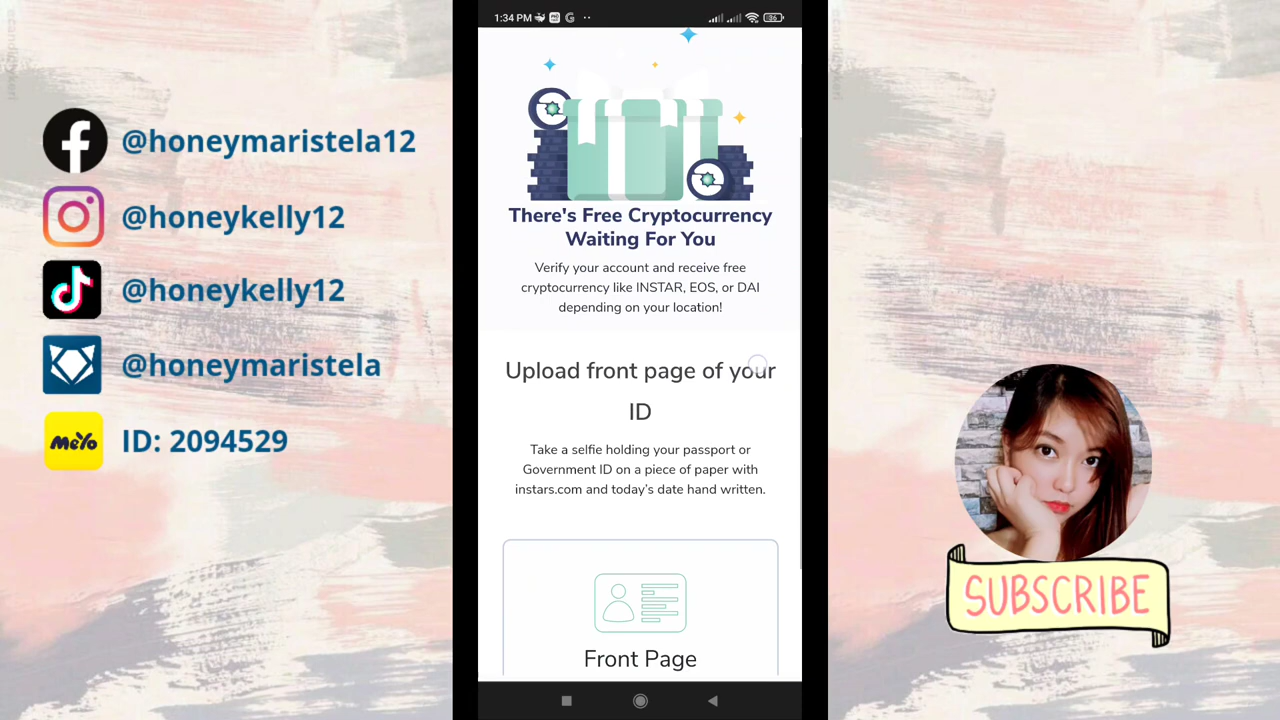 @honeymaristela12
@honeykelly12
@honeykelly12
@honeymaristela
MeYo
ID: 2094529
1:34 PM
36
There's Free Cryptocurrency
Waiting For You
Verify your account and receive free
cryptocurrency like INSTAR, EOS, or DAI
depending on your location!
Upload front page of your
ID
Take a selfie holding your passport or
Government ID on a piece of paper with
instars.com and today's date hand written.
Front Page
SUBSCRIBE